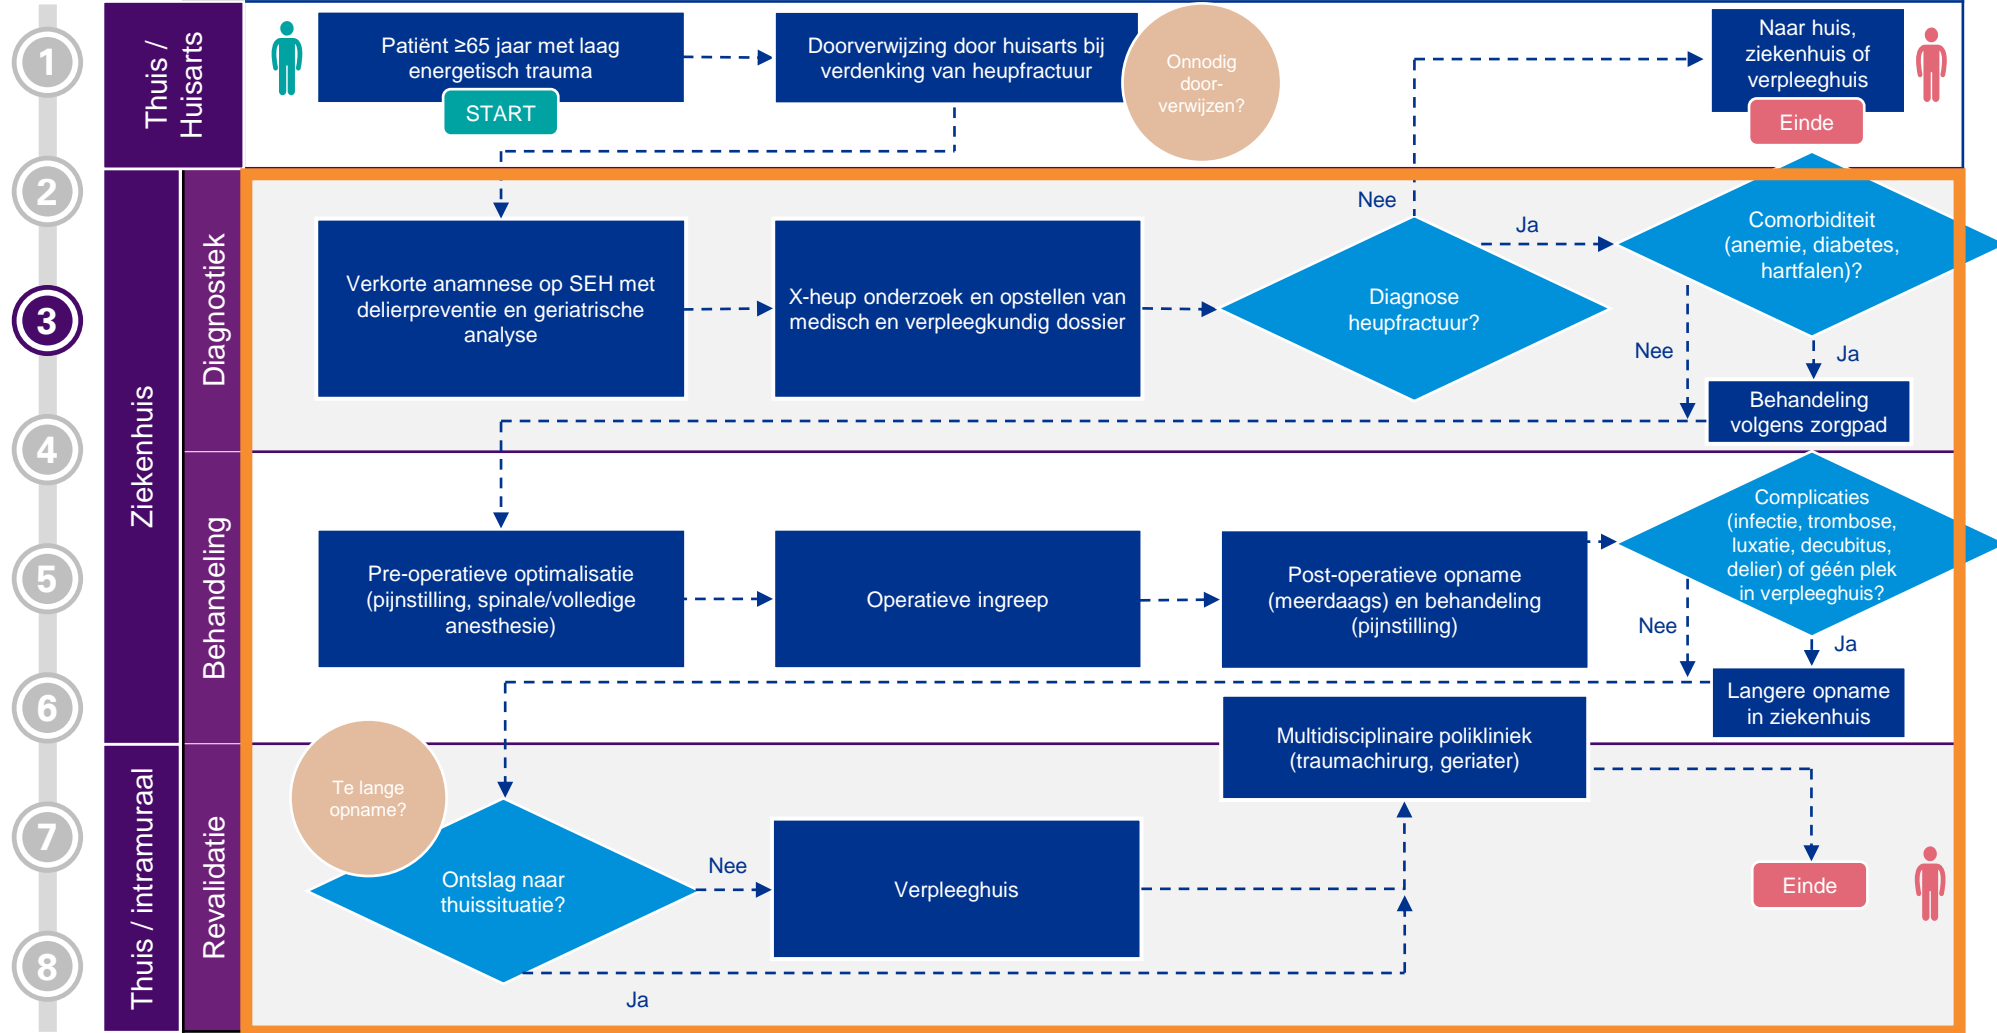 1
2
3
4
5
6
7
8
Thuis /
Huisarts
Ziekenhuis
Thuis / intramuraal
Diagnostiek
Behandeling
Revalidatie
Patiënt ≥65 jaar met laag
energetisch trauma
START
Doorverwijzing door huisarts bij
verdenking van heupfractuur
Onnodig
door-
verwijzen?
Naar huis,
ziekenhuis of
verpleeghuis
Einde
Verkorte anamnese op SEH met
delierpreventie en geriatrische
analyse
X-heup onderzoek en opstellen van
medisch en verpleegkundig dossier
Diagnose
heupfractuur?
Nee
Ja
Comorbiditeit
(anemie, diabetes,
hartfalen)?
Nee
Ja
Behandeling
volgens zorgpad
Pre-operatieve optimalisatie
(pijnstilling, spinale/volledige
anesthesie)
Operatieve ingreep
Post-operatieve opname
(meerdaags) en behandeling
(pijnstilling)
Complicaties
(infectie, trombose,
luxatie, decubitus,
delier) of géén plek
in verpleeghuis?
Nee
Ja
Langere opname
in ziekenhuis
Te lange
opname?
Ontslag naar
thuissituatie?
Nee
Ja
Verpleeghuis
Multidisciplinaire polikliniek
(traumachirurg, geriater)
Einde